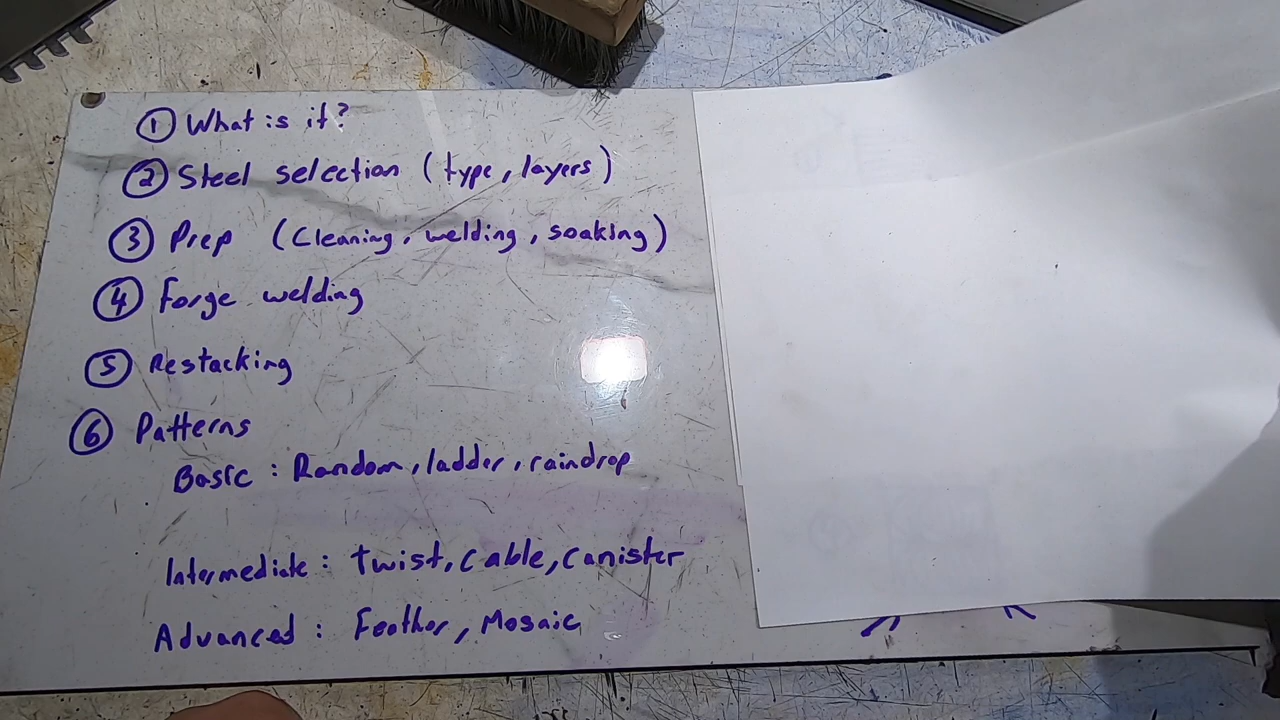 ① What is it?
② Steel selection (type, layers)
③ Prep (Cleaning, welding, soaking)
④ Forge welding
⑤ Restacking
⑥ Patterns
Basic : Random, ladder, raindrop
Intermediate : Twist, Cable, Canister
Advanced : Feather, Mosaic